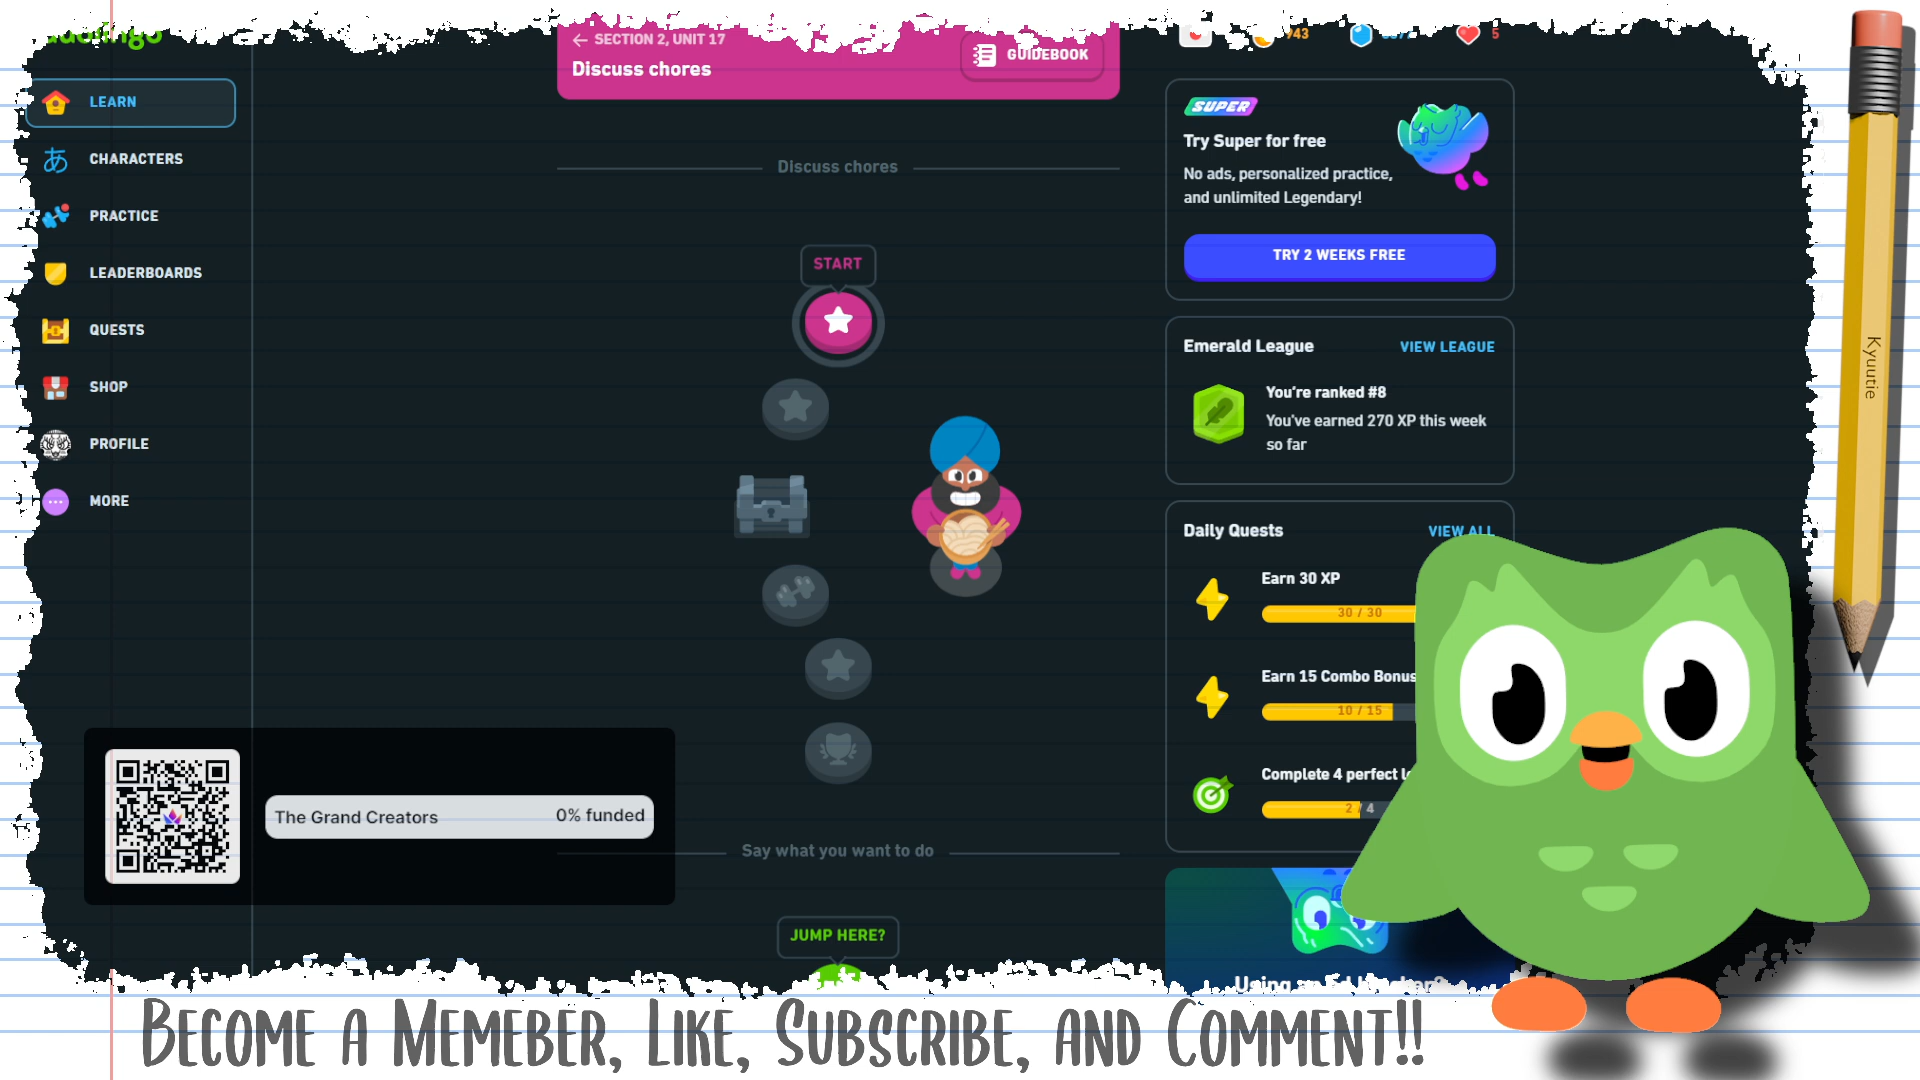 duolingo
LEARN
あ CHARACTERS
PRACTICE
LEADERBOARDS
QUESTS
SHOP
PROFILE
MORE
SECTION 2, UNIT 17
Discuss chores
GUIDEBOOK
Discuss chores
START
Say what you want to do
JUMP HERE?
The Grand Creators
0% funded
943
5
SUPER
Try Super for free
No ads, personalized practice,
and unlimited Legendary!
TRY 2 WEEKS FREE
Emerald League
VIEW LEAGUE
You're ranked #8
You've earned 270 XP this week
so far
Daily Quests
VIEW ALL
Earn 30 XP
30 / 30
Earn 15 Combo Bonus
10 / 15
Complete 4 perfect
2 / 4
Kyuutie
BECOME A MEMEBER, LIKE, SUBSCRIBE, AND COMMENT!!